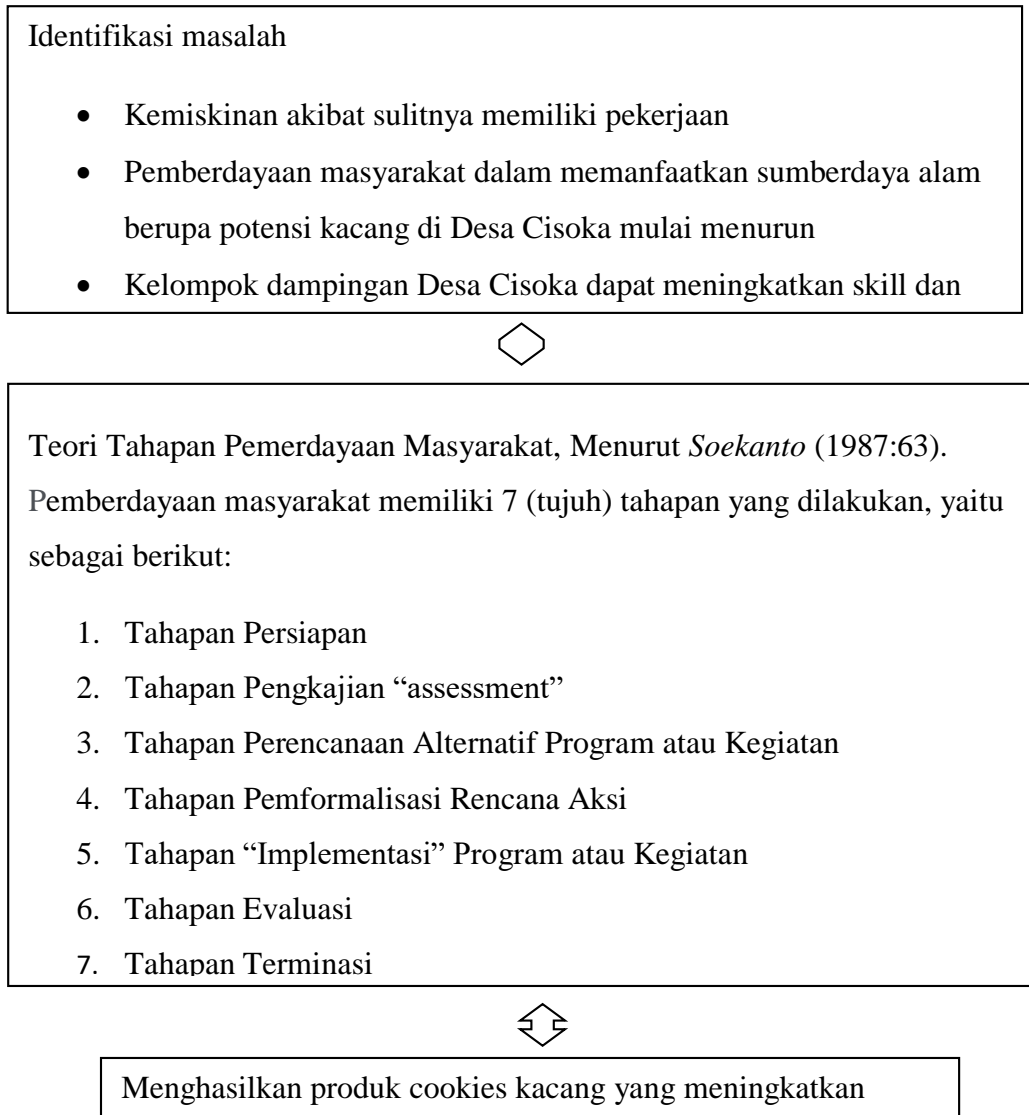 Identifikasi masalah
• Kemiskinan akibat sulitnya memiliki pekerjaan
• Pemberdayaan masyarakat dalam memanfaatkan sumberdaya alam
berupa potensi kacang di Desa Cisoka mulai menurun
• Kelompok dampingan Desa Cisoka dapat meningkatkan skill dan
Teori Tahapan Pemerdayaan Masyarakat, Menurut Soekanto (1987:63).
Pemberdayaan masyarakat memiliki 7 (tujuh) tahapan yang dilakukan, yaitu
sebagai berikut:
1. Tahapan Persiapan
2. Tahapan Pengkajian “assessment”
3. Tahapan Perencanaan Alternatif Program atau Kegiatan
4. Tahapan Pemformalisasi Rencana Aksi
5. Tahapan “Implementasi” Program atau Kegiatan
6. Tahapan Evaluasi
7. Tahapan Terminasi
Menghasilkan produk cookies kacang yang meningkatkan